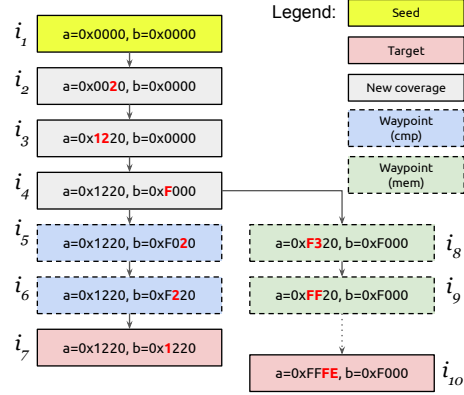 Legend:
Seed
Target
New coverage
Waypoint
(cmp)
Waypoint
(mem)
i1
a=0x0000, b=0x0000
i2
a=0x0020, b=0x0000
i3
a=0x1220, b=0x0000
i4
a=0x1220, b=0xF000
i5
a=0x1220, b=0xF020
i6
a=0x1220, b=0xF220
i7
a=0x1220, b=0x1220
a=0xF320, b=0xF000
i8
a=0xFF20, b=0xF000
i9
a=0xFFFE, b=0xF000
i10